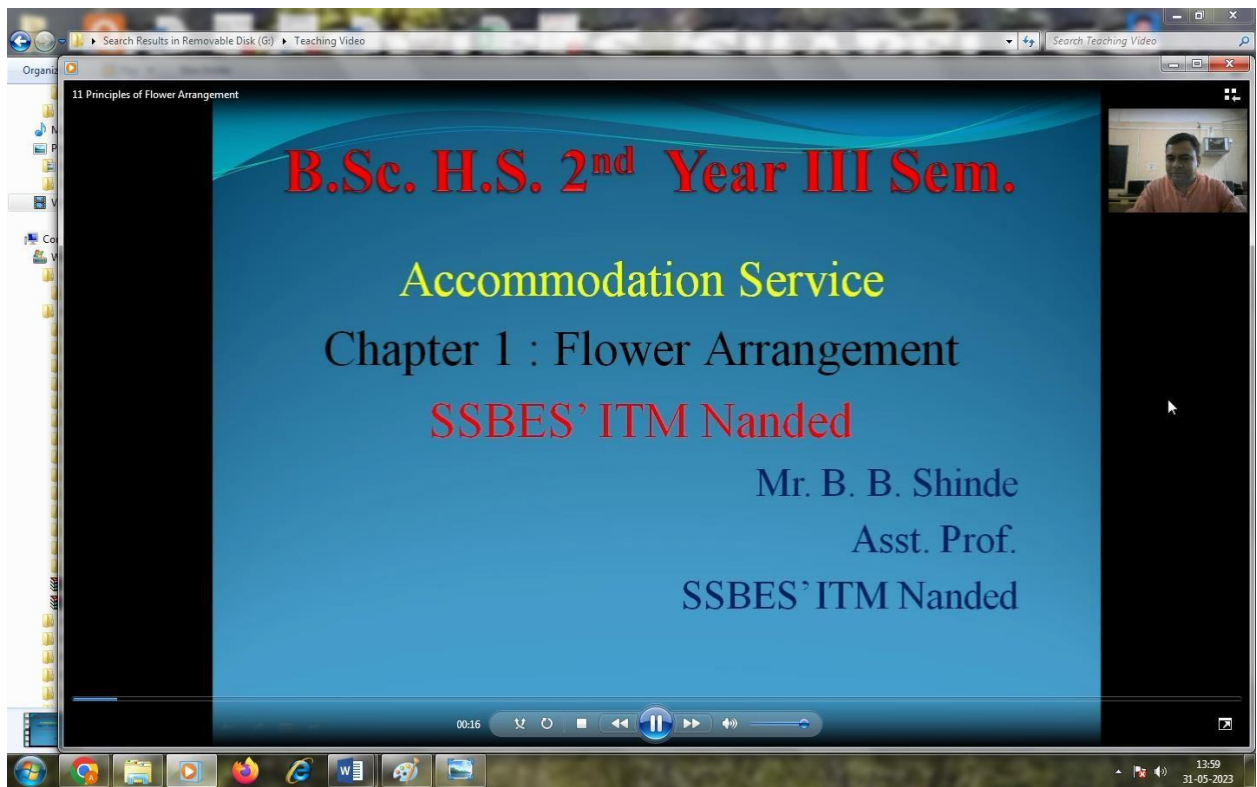 Search Results in Removable Disk (G:) Teaching Video
Search Teaching Video
Organiz
11 Principles of Flower Arrangement
B.Sc. H.S. 2nd Year III Sem.
Accommodation Service
Chapter 1 : Flower Arrangement
SSBES’ ITM Nanded
Mr. B. B. Shinde
Asst. Prof.
SSBES’ ITM Nanded
00:16
13:59
31-05-2023